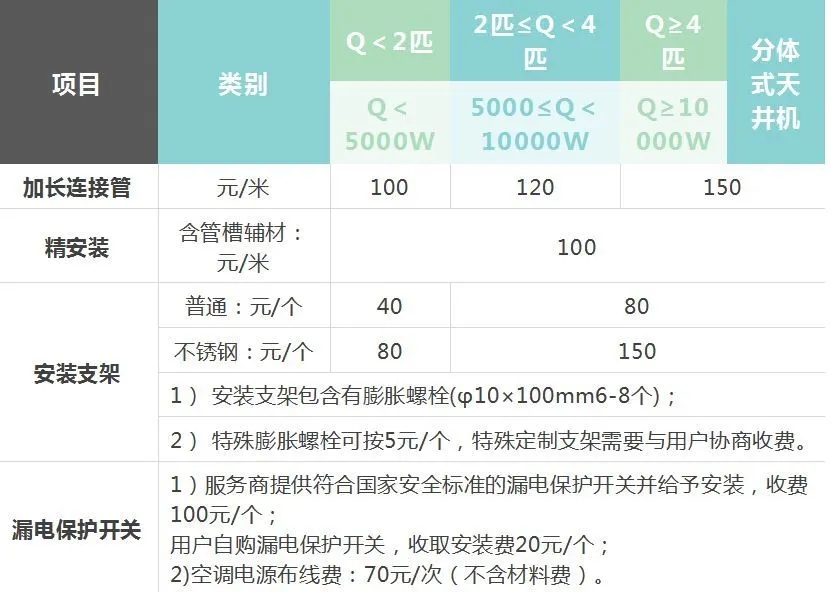 项目
类别
Q＜2匹
2匹≤Q＜4
匹
Q≥4
匹
分体
式天
井机
Q＜
5000W
5000≤Q＜
10000W
Q≥10
000W
加长连接管
元/米
100
120
150
精安装
含管槽辅材：
元/米
100
安装支架
普通：元/个
40
80
不锈钢：元/个
80
150
1） 安装支架包含有膨胀螺栓(φ10×100mm6-8个)；
2） 特殊膨胀螺栓可按5元/个，特殊定制支架需要与用户协商收费。
漏电保护开关
1）服务商提供符合国家安全标准的漏电保护开关并给予安装，收费
100元/个；
用户自购漏电保护开关，收取安装费20元/个；
2)空调电源布线费：70元/次（不含材料费）。